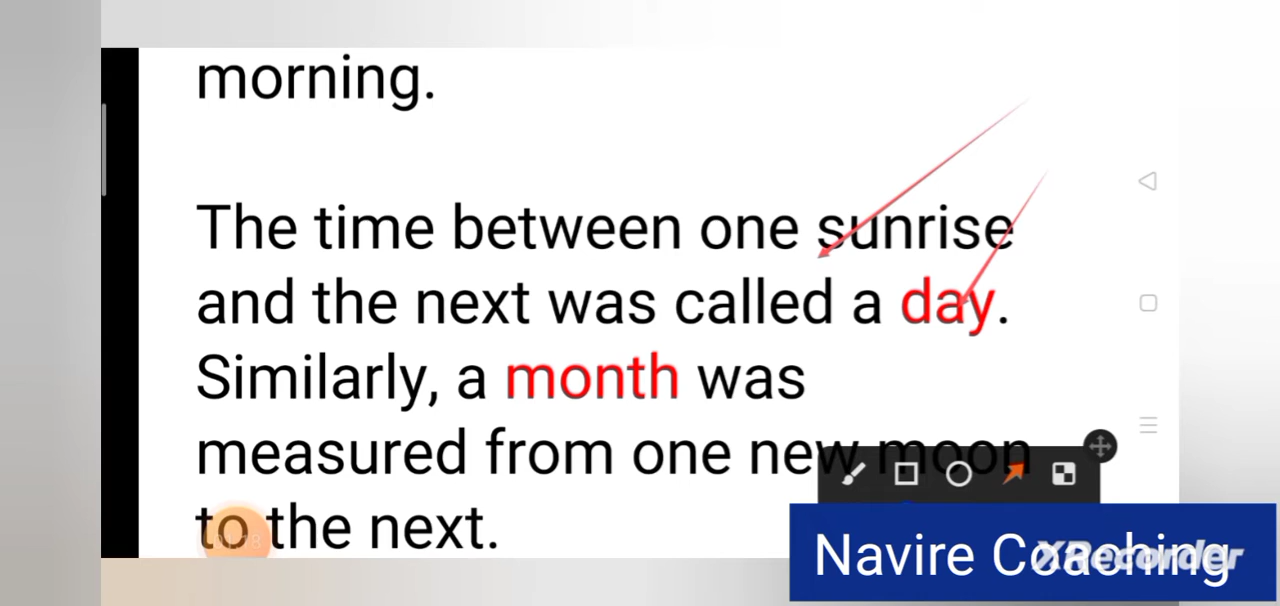 morning.
The time between one sunrise
and the next was called a day.
Similarly, a month was
measured from one new moon
to the next.
Navire Coaching
XRecorder